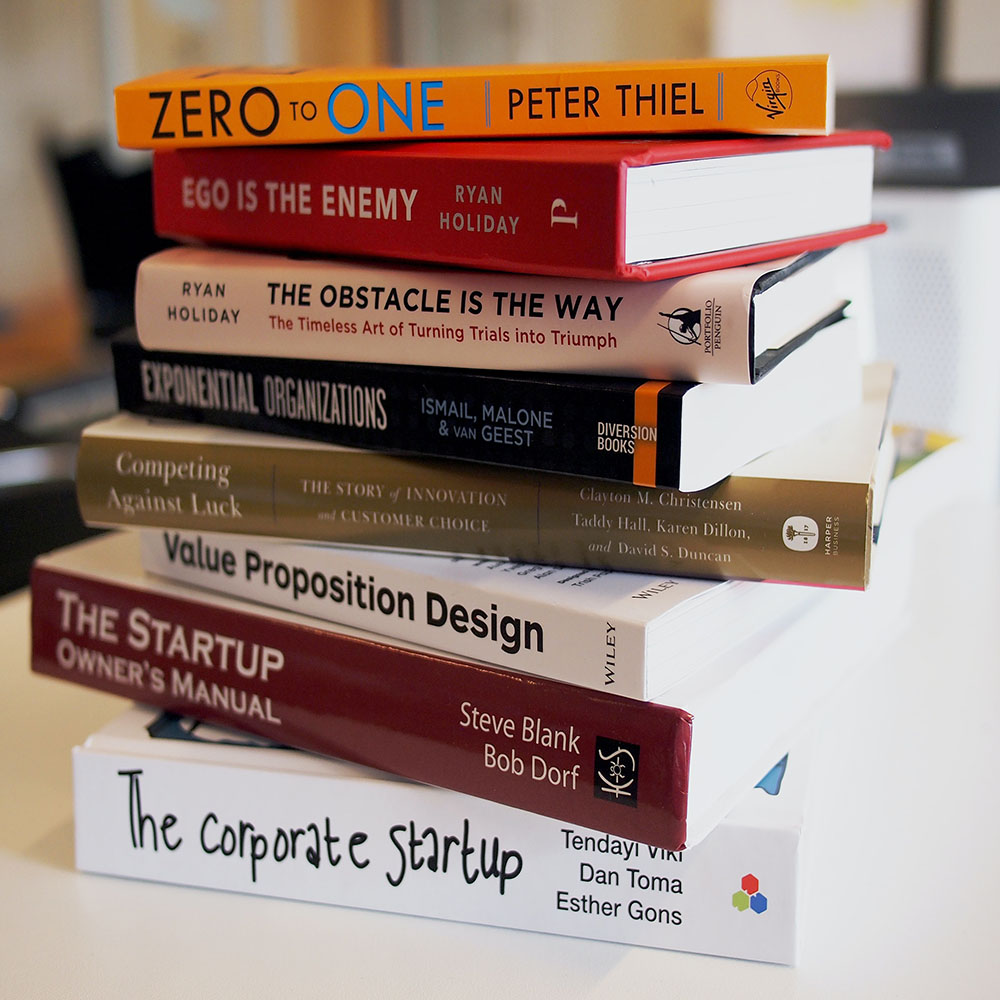 ZERO TO ONE
PETER THIEL
Virgin
BOOKS
EGO IS THE ENEMY
RYAN
HOLIDAY
P
RYAN
HOLIDAY
THE OBSTACLE IS THE WAY
The Timeless Art of Turning Trials into Triumph
PORTFOLIO
PENGUIN
EXPONENTIAL ORGANIZATIONS
ISMAIL, MALONE
& VAN GEEST
DIVERSION
BOOKS
Competing
Against Luck
THE STORY of INNOVATION
and CUSTOMER CHOICE
Clayton M. Christensen
Taddy Hall, Karen Dillon,
and David S. Duncan
HARPER
BUSINESS
Value Proposition Design
WILEY
WILEY
THE STARTUP
OWNER'S MANUAL
Steve Blank
Bob Dorf
K&S
The Corporate Startup
Tendayi Viki
Dan Toma
Esther Gons